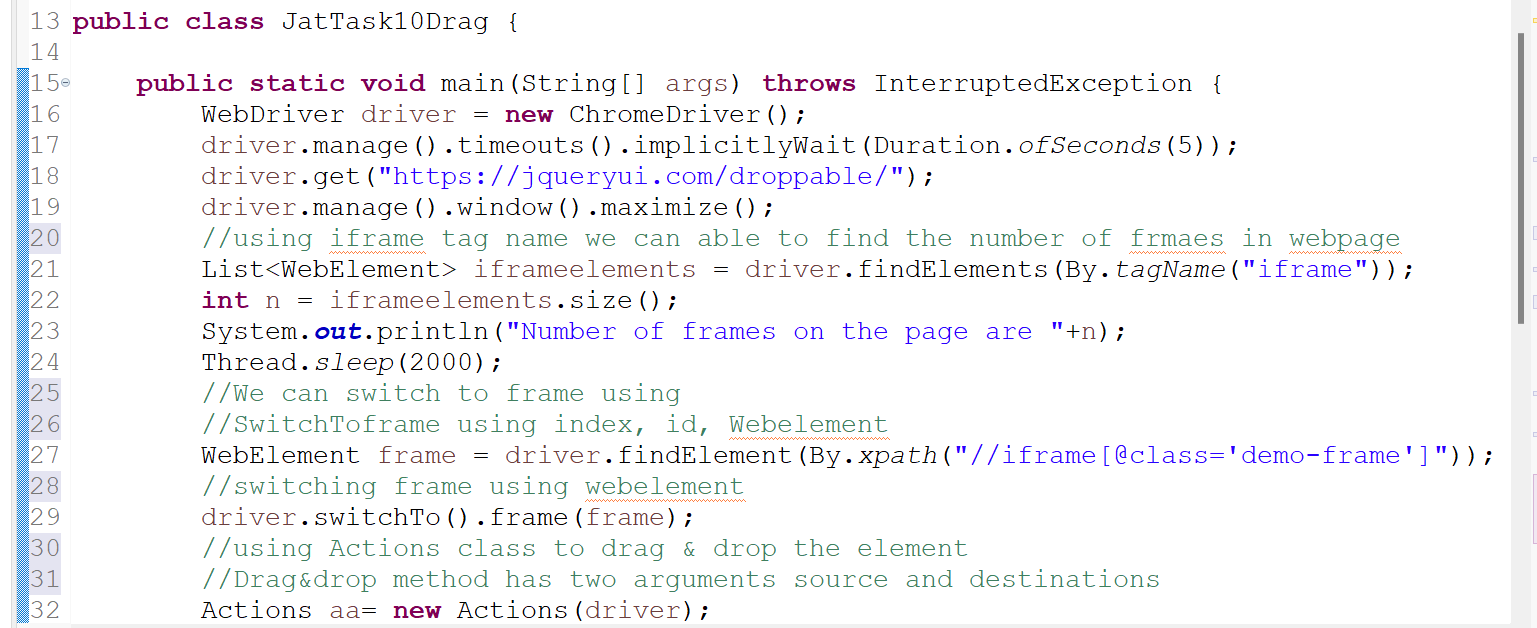 13 public class JatTask10Drag {
14
15 public static void main(String[] args) throws InterruptedException {
16 WebDriver driver = new ChromeDriver();
17 driver.manage().timeouts().implicitlyWait(Duration.ofSeconds(5));
18 driver.get("https://jqueryui.com/droppable/");
19 driver.manage().window().maximize();
20 //using iframe tag name we can able to find the number of frmaes in webpage
21 List<WebElement> iframeelements = driver.findElements(By.tagName("iframe"));
22 int n = iframeelements.size();
23 System.out.println("Number of frames on the page are "+n);
24 Thread.sleep(2000);
25 //We can switch to frame using
26 //SwitchToframe using index, id, Webelement
27 WebElement frame = driver.findElement(By.xpath("//iframe[@class='demo-frame']"));
28 //switching frame using webelement
29 driver.switchTo().frame(frame);
30 //using Actions class to drag & drop the element
31 //Drag&drop method has two arguments source and destinations
32 Actions aa= new Actions(driver);